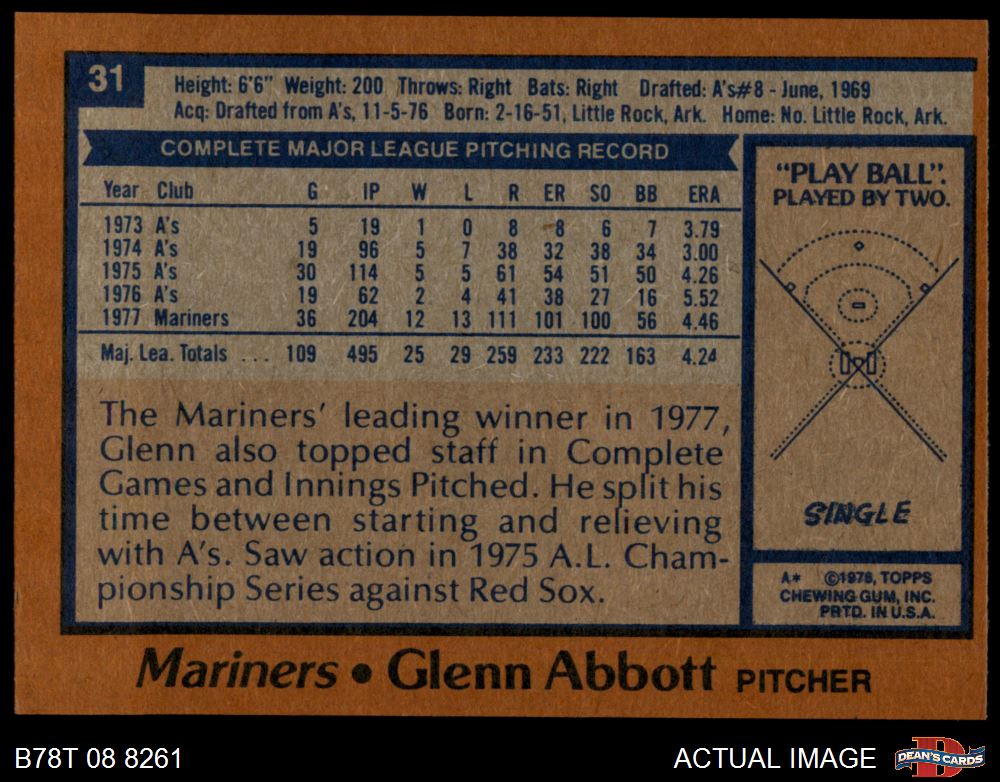 31
Height: 6'6" Weight: 200 Throws: Right Bats: Right Drafted: A's#8 - June, 1969
Acq: Drafted from A's, 11-5-76 Born: 2-16-51, Little Rock, Ark. Home: No. Little Rock, Ark.
COMPLETE MAJOR LEAGUE PITCHING RECORD
Year Club G IP W L R ER SO BB ERA
1973 A's 5 19 1 0 8 8 6 7 3.79
1974 A's 19 96 5 7 38 32 38 34 3.00
1975 A's 30 114 5 5 61 54 51 50 4.26
1976 A's 19 62 2 4 41 38 27 16 5.52
1977 Mariners 36 204 12 13 111 101 100 56 4.46
Maj. Lea. Totals ... 109 495 25 29 259 233 222 163 4.24
The Mariners' leading winner in 1977,
Glenn also topped staff in Complete
Games and Innings Pitched. He split his
time between starting and relieving
with A's. Saw action in 1975 A.L. Cham-
pionship Series against Red Sox.
"PLAY BALL".
PLAYED BY TWO.
SINGLE
A* ©1978, TOPPS
CHEWING GUM, INC.
PRTD. IN U.S.A.
Mariners • Glenn Abbott PITCHER
B78T 08 8261
ACTUAL IMAGE
D
DEAN'S CARDS